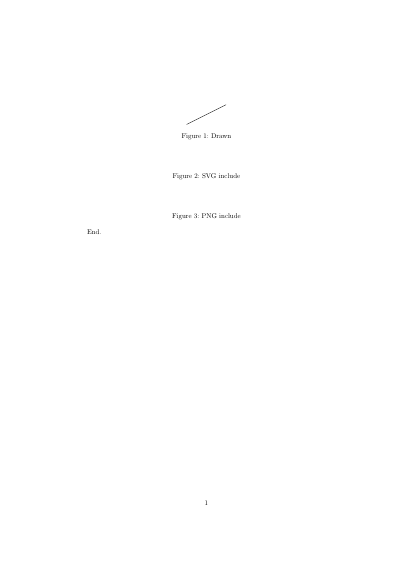 Figure 1: Drawn
Figure 2: SVG include
Figure 3: PNG include
End.
1